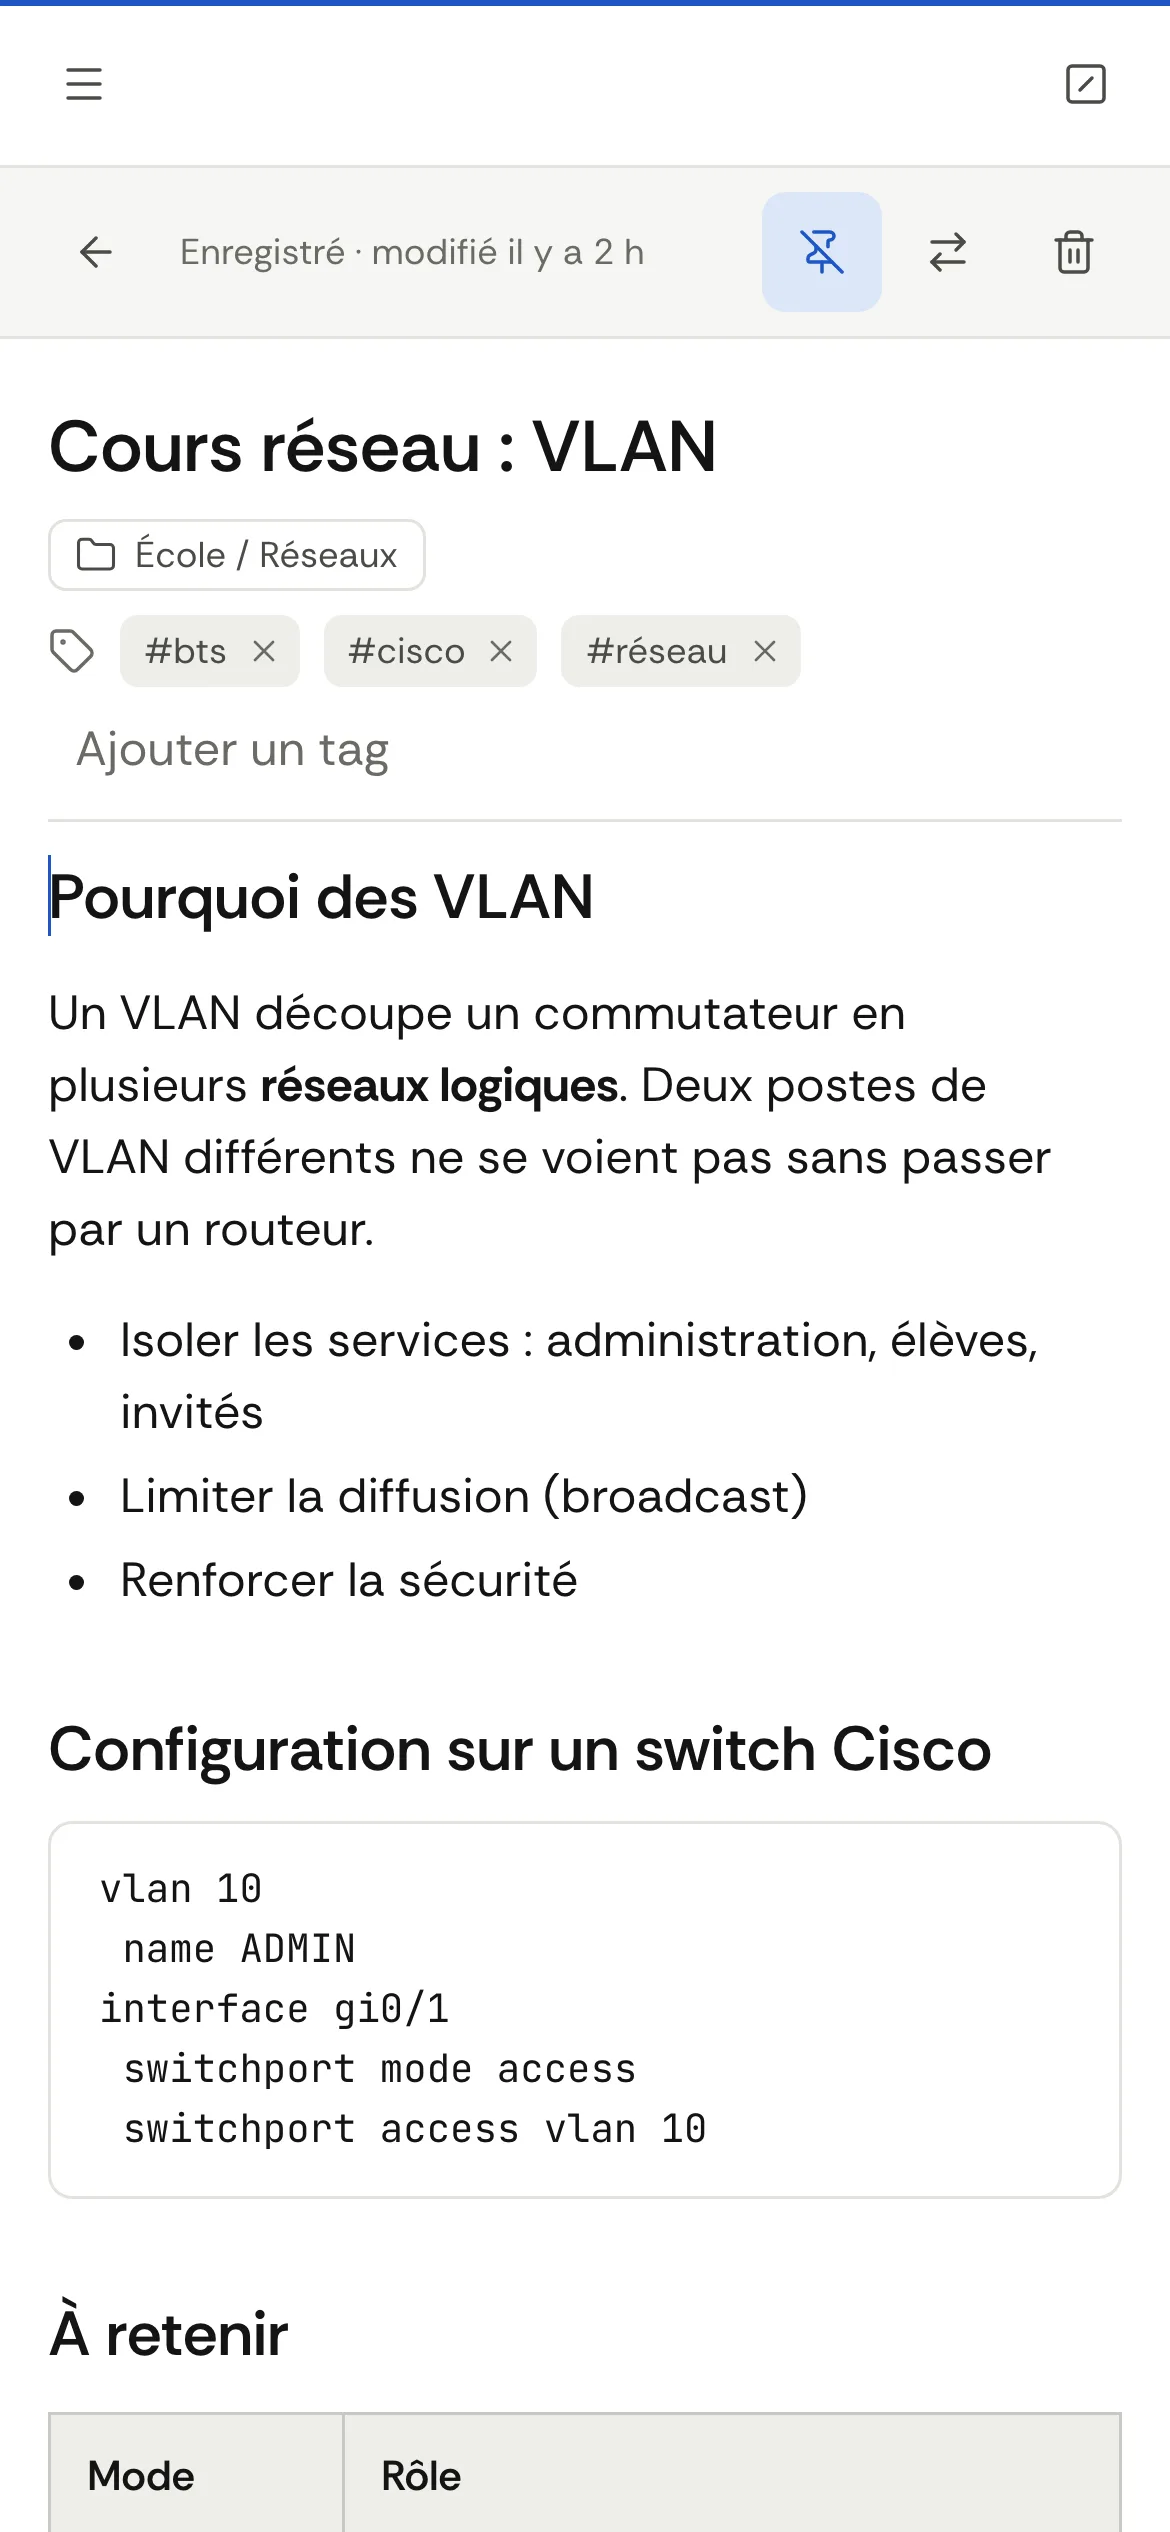 Enregistré · modifié il y a 2 h
Cours réseau : VLAN
École / Réseaux
#bts
#cisco
#réseau
Ajouter un tag
Pourquoi des VLAN
Un VLAN découpe un commutateur en
plusieurs réseaux logiques. Deux postes de
VLAN différents ne se voient pas sans passer
par un routeur.
• Isoler les services : administration, élèves,
invités
• Limiter la diffusion (broadcast)
• Renforcer la sécurité
Configuration sur un switch Cisco
vlan 10
 name ADMIN
interface gi0/1
 switchport mode access
 switchport access vlan 10
À retenir
Mode Rôle